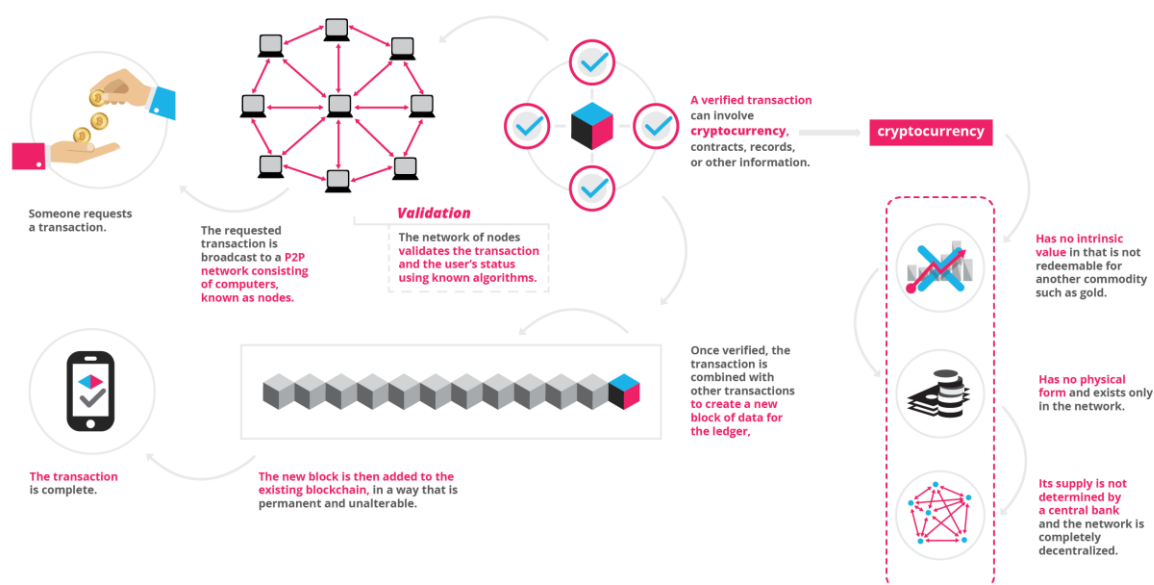 Someone requests
a transaction.
The requested
transaction is
broadcast to a P2P
network consisting
of computers,
known as nodes.
Validation
The network of nodes
validates the transaction
and the user's status
using known algorithms.
A verified transaction
can involve
cryptocurrency,
contracts, records,
or other information.
cryptocurrency
Has no intrinsic
value in that is not
redeemable for
another commodity
such as gold.
Has no physical
form and exists only
in the network.
Its supply is not
determined by
a central bank
and the network is
completely
decentralized.
Once verified, the
transaction is
combined with
other transactions
to create a new
block of data for
the ledger,
The new block is then added to the
existing blockchain, in a way that is
permanent and unalterable.
The transaction
is complete.